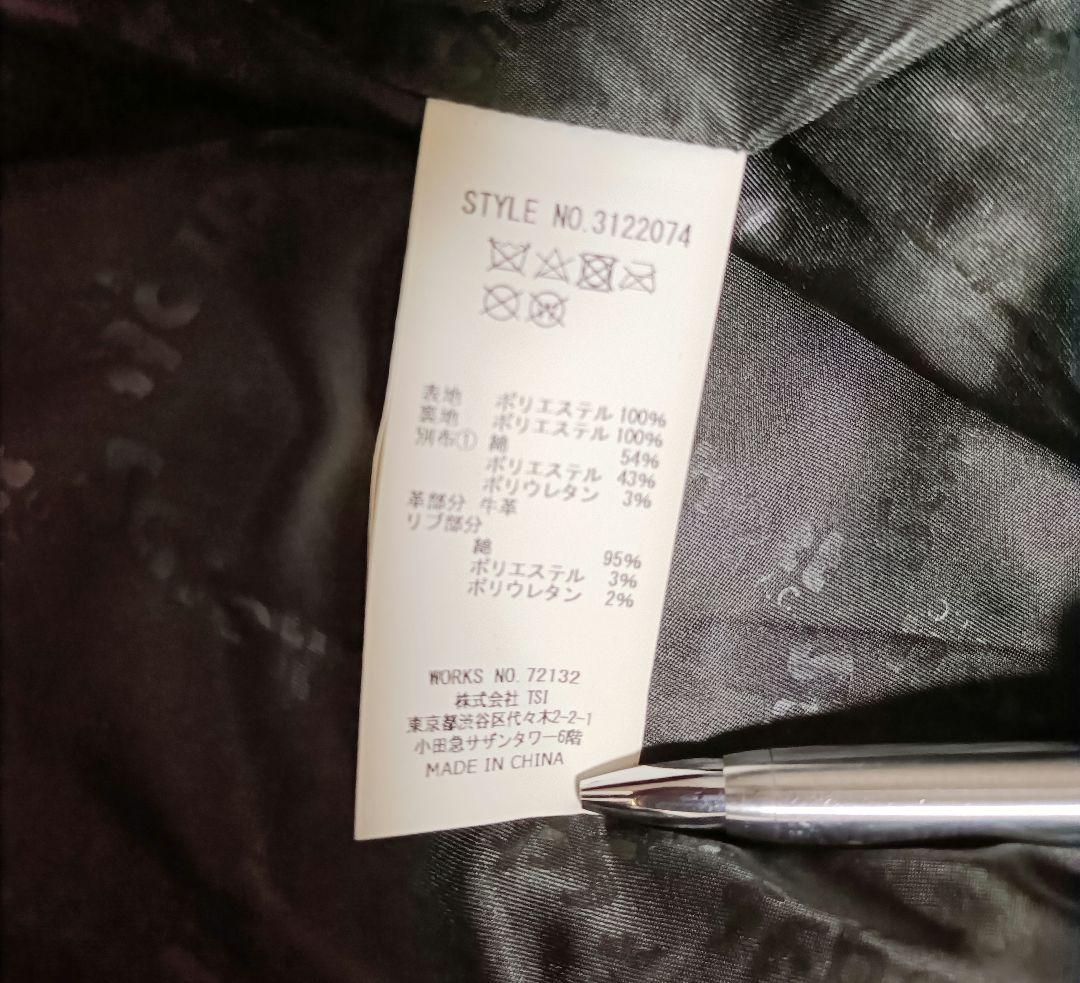 STYLE NO.3122074
表地 ポリエステル 100%
裏地 ポリエステル 100%
別布① 綿 54%
ポリエステル 43%
ポリウレタン 3%
革部分 牛革
リブ部分
綿 95%
ポリエステル 3%
ポリウレタン 2%
WORKS NO. 72132
株式会社 TSI
東京都渋谷区代々木2-2-1
小田急サザンタワー6階
MADE IN CHINA